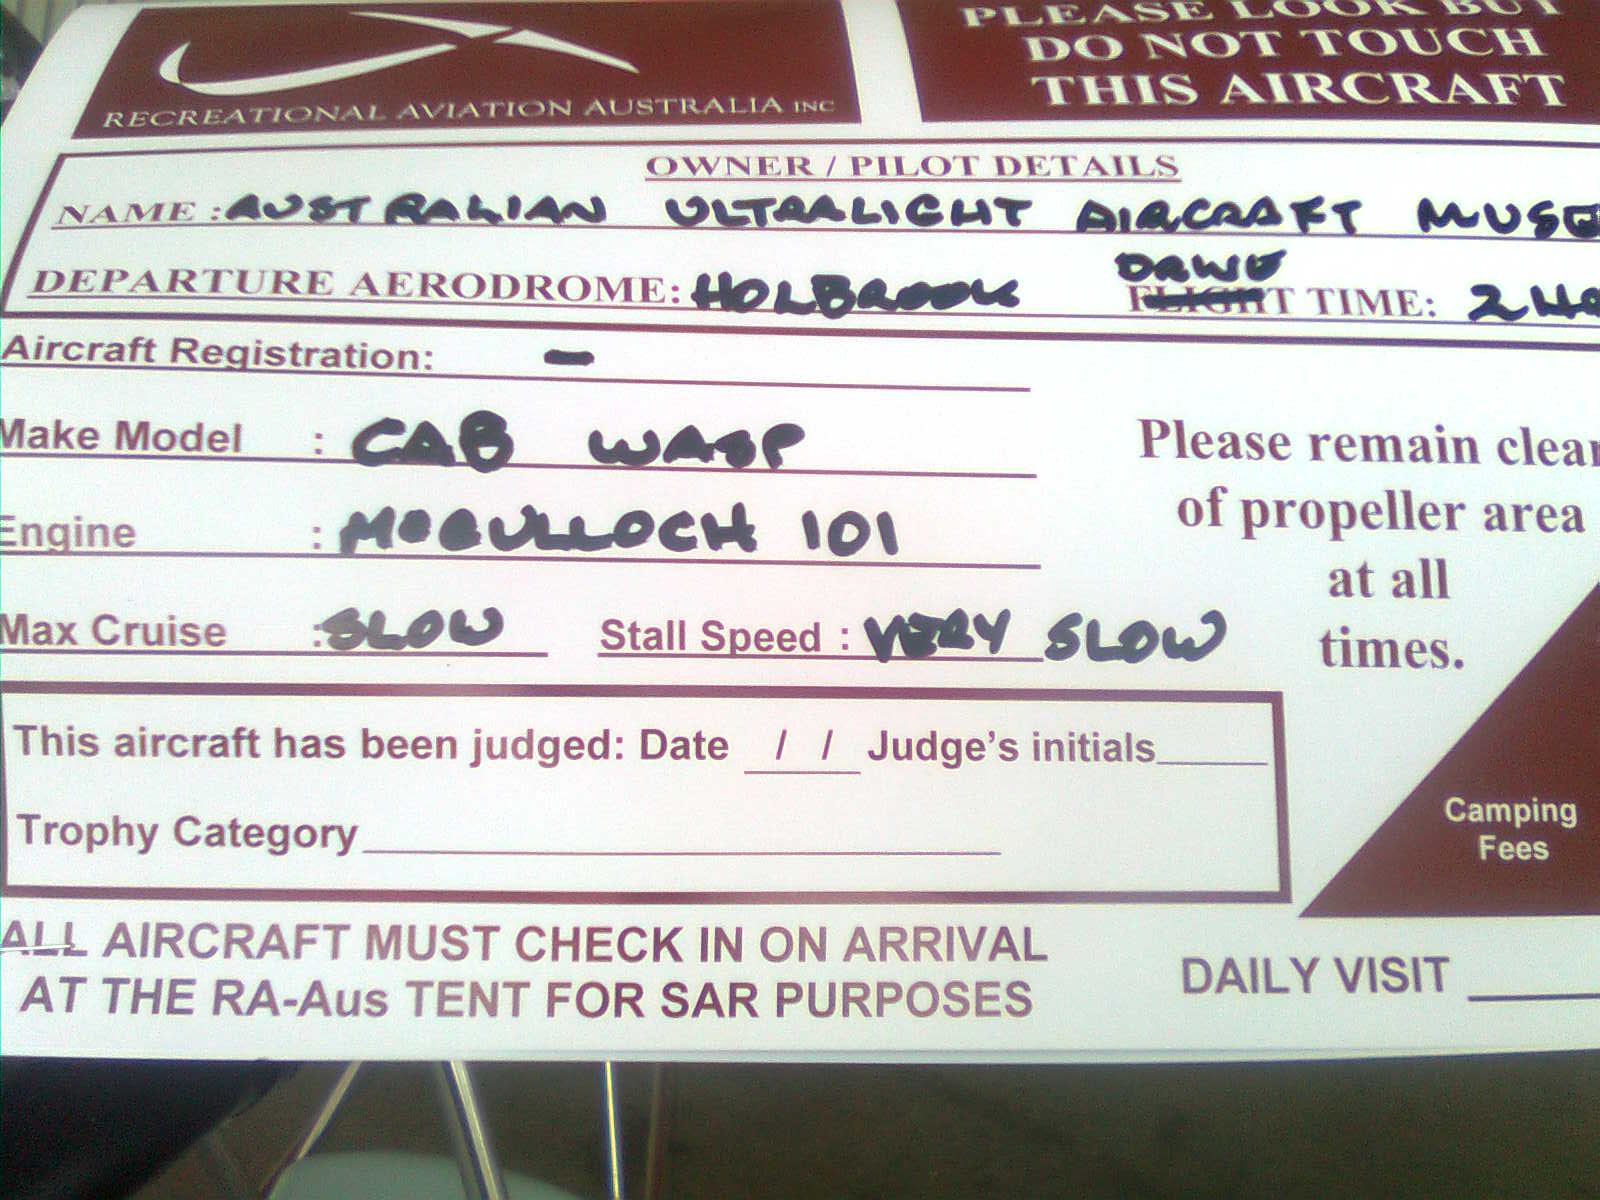 PLEASE LOOK BUT
DO NOT TOUCH
THIS AIRCRAFT
RECREATIONAL AVIATION AUSTRALIA INC
OWNER / PILOT DETAILS
NAME : AUSTRALIAN ULTRALIGHT AIRCRAFT MUSE
DRIVE
DEPARTURE AERODROME: HOLBROOK FLIGHT TIME: 2 HO
Aircraft Registration: -
Make Model : CAB WASP
Engine : MCCULLOCH 101
Max Cruise : SLOW Stall Speed : VERY SLOW
Please remain clear
of propeller area
at all
times.
This aircraft has been judged: Date / / Judge's initials
Trophy Category
Camping
Fees
ALL AIRCRAFT MUST CHECK IN ON ARRIVAL
AT THE RA-Aus TENT FOR SAR PURPOSES
DAILY VISIT